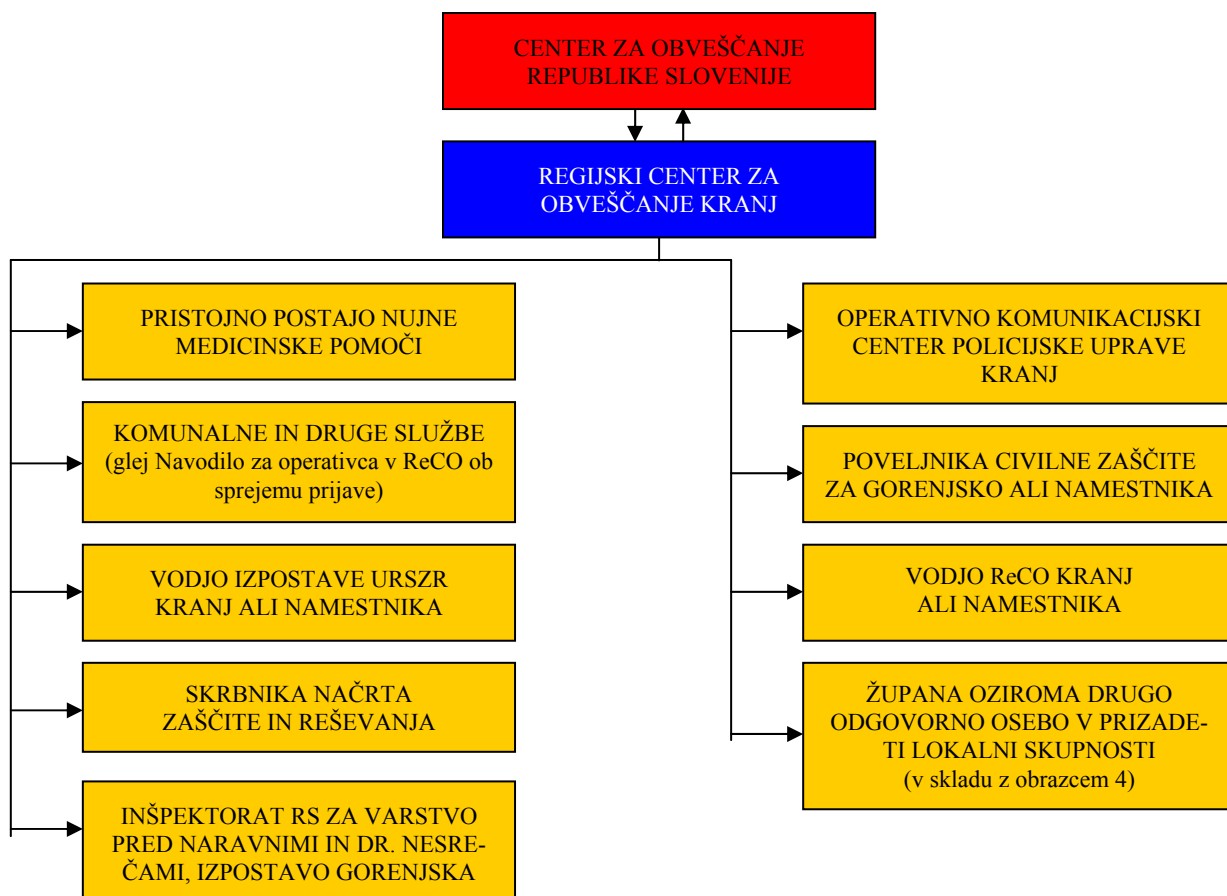 CENTER ZA OBVEŠČANJE
REPUBLIKE SLOVENIJE
REGIJSKI CENTER ZA
OBVEŠČANJE KRANJ
PRISTOJNO POSTAJO NUJNE
MEDICINSKE POMOČI
KOMUNALNE IN DRUGE SLUŽBE
(glej Navodilo za operativca v ReCO ob
sprejemu prijave)
VODJO IZPOSTAVE URSZR
KRANJ ALI NAMESTNIKA
SKRBNIKA NAČRTA
ZAŠČITE IN REŠEVANJA
INŠPEKTORAT RS ZA VARSTVO
PRED NARAVNIMI IN DR. NESRE-
ČAMI, IZPOSTAVO GORENJSKA
OPERATIVNO KOMUNIKACIJSKI
CENTER POLICIJSKE UPRAVE
KRANJ
POVELJNIKA CIVILNE ZAŠČITE
ZA GORENJSKO ALI NAMESTNIKA
VODJO ReCO KRANJ
ALI NAMESTNIKA
ŽUPANA OZIROMA DRUGO
ODGOVORNO OSEBO V PRIZADE-
TI LOKALNI SKUPNOSTI
(v skladu z obrazcem 4)